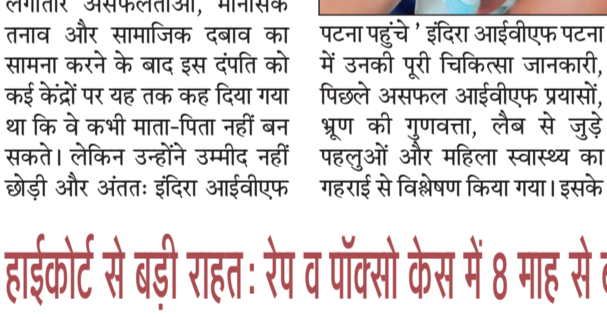 लगातार असफलताओं, मानसिक
तनाव और सामाजिक दबाव का
सामना करने के बाद इस दंपति को
कई केंद्रों पर यह तक कह दिया गया
था कि वे कभी माता-पिता नहीं बन
सकते। लेकिन उन्होंने उम्मीद नहीं
छोड़ी और अंततः इंदिरा आईवीएफ
पटना पहुंचे ' इंदिरा आईवीएफ पटना
में उनकी पूरी चिकित्सा जानकारी,
पिछले असफल आईवीएफ प्रयासों,
भ्रूण की गुणवत्ता, लैब से जुड़े
पहलुओं और महिला स्वास्थ्य का
गहराई से विश्लेषण किया गया। इसके
हाईकोर्ट से बड़ी राहत : रेप व पॉक्सो केस में 8 माह से